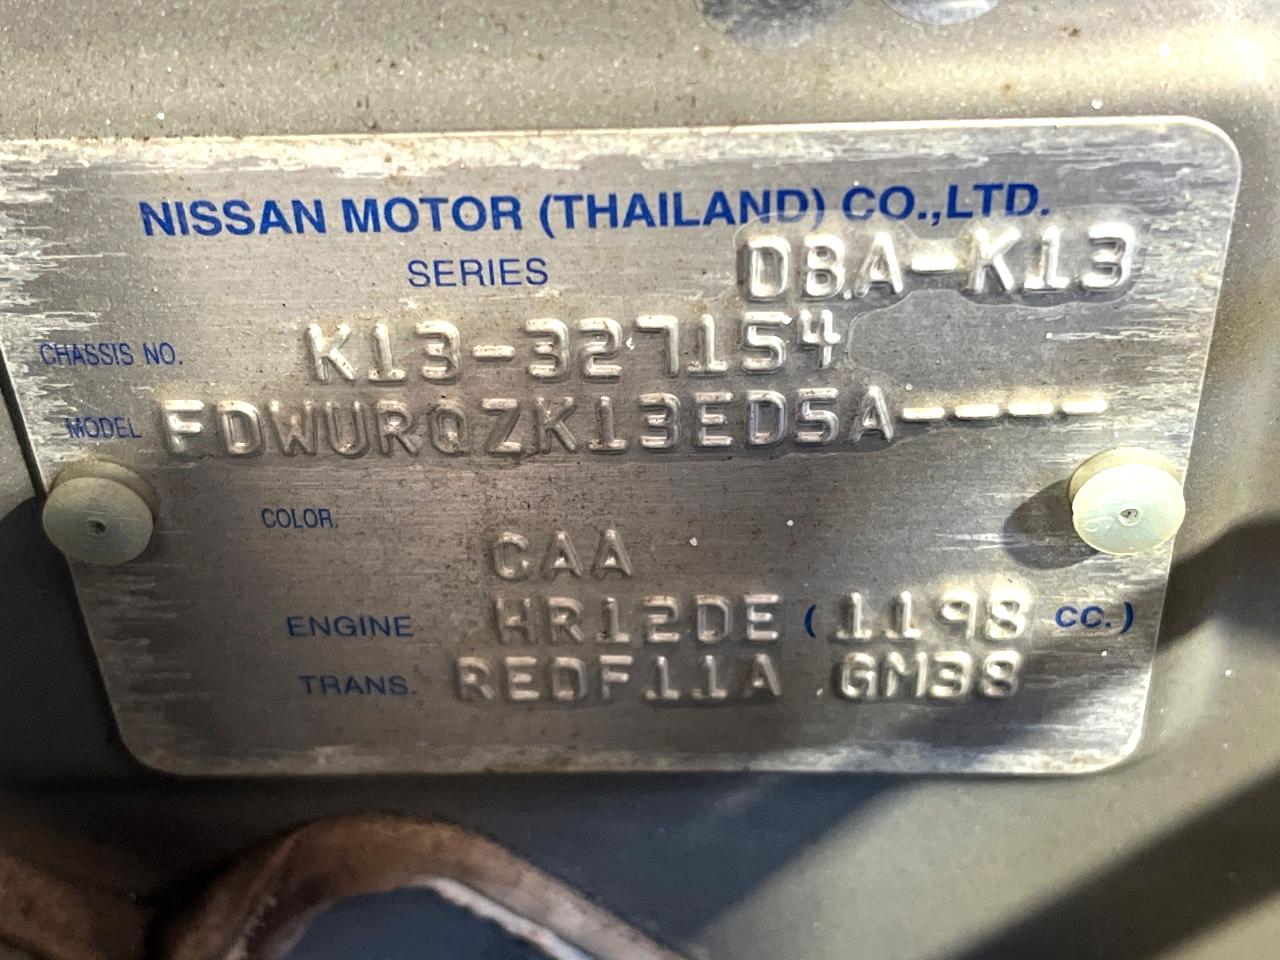 NISSAN MOTOR (THAILAND) CO.,LTD.
SERIES DBA-K13
CHASSIS NO. K13-327154
MODEL FDWURQZK13ED5A----
COLOR. CAA
ENGINE HR12DE (1198 CC.)
TRANS. REDF11A GM38